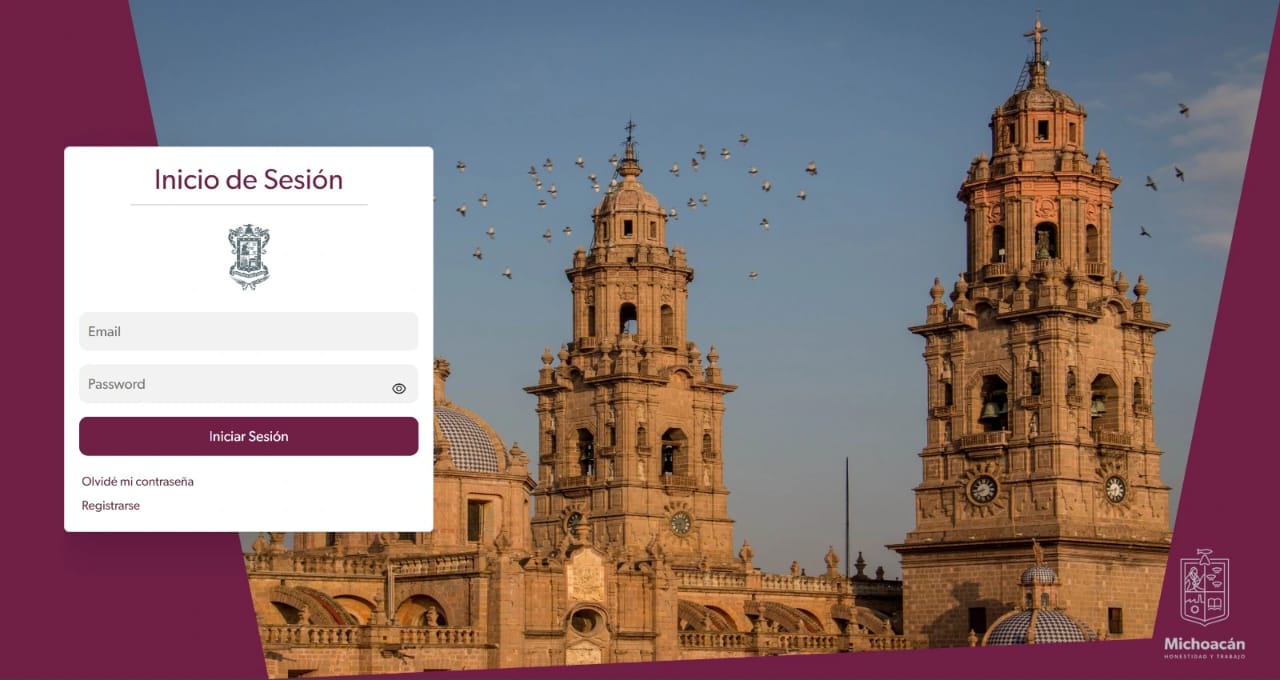 Inicio de Sesión
Email
Password
Iniciar Sesión
Olvidé mi contraseña
Registrarse
Michoacán
HONESTIDAD Y TRABAJO